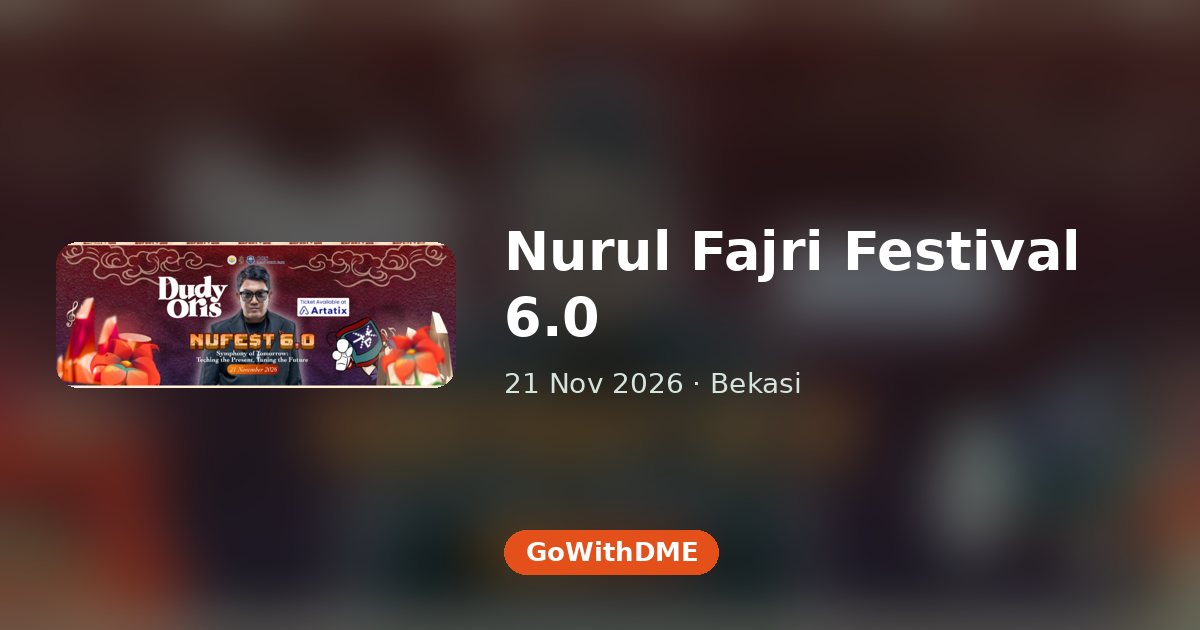 Dudy
Oris
Ticket Available at
Artatix
NUFEST 6.0
Symphony of Tomorrow:
Teching the Present, Tuning the Future
21 November 2026
Nurul Fajri Festival
6.0
21 Nov 2026 · Bekasi
GoWithDME